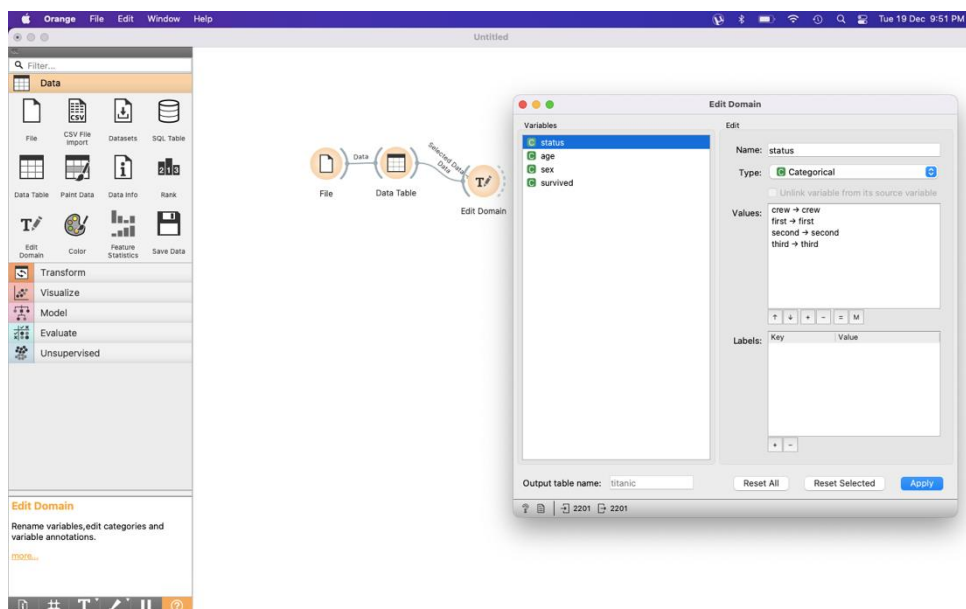 Orange File Edit Window Help
Tue 19 Dec 9:51 PM
Untitled
Filter...
Data
File
CSV File Import
Datasets
SQL Table
Data Table
Paint Data
Data Info
Rank
Edit Domain
Color
Feature Statistics
Save Data
Transform
Visualize
Model
Evaluate
Unsupervised
Edit Domain
Rename variables,edit categories and
variable annotations.
more...
File
Data
Data Table
Selected Data
Data
Edit Domain
Edit Domain
Variables
C status
C age
C sex
C survived
Edit
Name: status
Type: C Categorical
Unlink variable from its source variable
Values:
crew → crew
first → first
second → second
third → third
↑ ↓ + − = M
Labels:
Key Value
+ −
Output table name: titanic
Reset All Reset Selected Apply
? 2201 2201